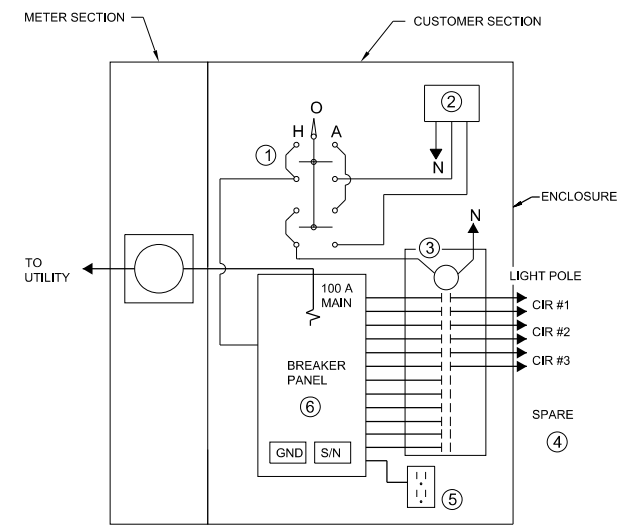 METER SECTION
CUSTOMER SECTION
O
H A
1
2
N
ENCLOSURE
N
3
TO
UTILITY
LIGHT POLE
100 A
MAIN
CIR #1
CIR #2
CIR #3
BREAKER
PANEL
6
SPARE
4
GND S/N
5